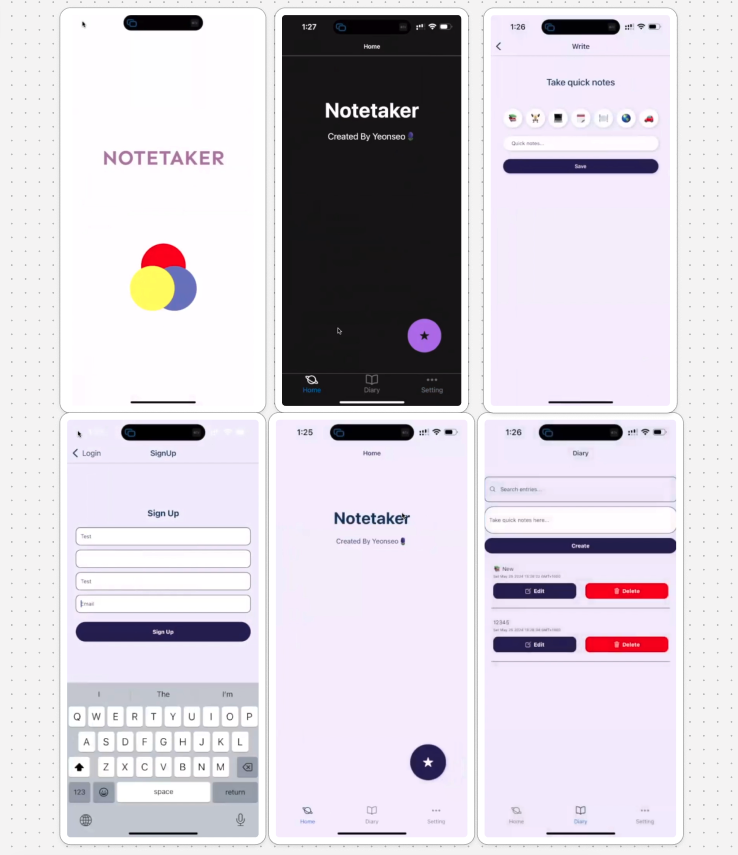 NOTETAKER
1:27
Home
Notetaker
Created By Yeonseo
Home
Diary
Setting
1:26
Write
Take quick notes
Quick notes...
Save
Login
SignUp
Sign Up
Test
Test
Email
Sign Up
I
The
I'm
Q W E R T Y U I O P
A S D F G H J K L
Z X C V B N M
123
space
return
1:25
Home
Notetaker
Created By Yeonseo
Home
Diary
Setting
1:26
Diary
Search entries...
Take quick notes here...
Create
New
Edit
Delete
12345
Edit
Delete
Home
Diary
Setting